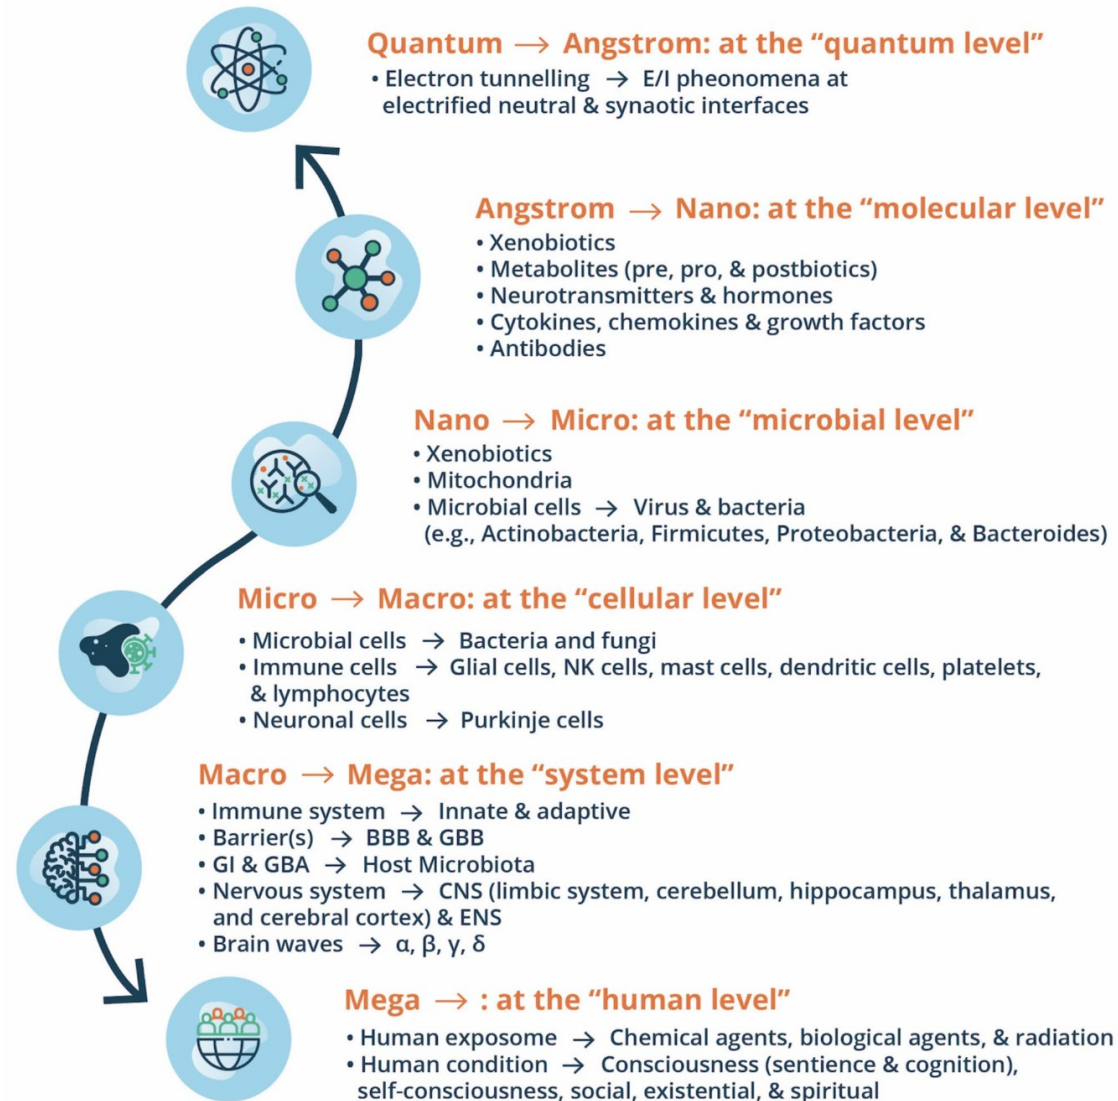 Quantum → Angstrom: at the “quantum level”
• Electron tunnelling → E/I pheonomena at
electrified neutral & synaotic interfaces
Angstrom → Nano: at the “molecular level”
• Xenobiotics
• Metabolites (pre, pro, & postbiotics)
• Neurotransmitters & hormones
• Cytokines, chemokines & growth factors
• Antibodies
Nano → Micro: at the “microbial level”
• Xenobiotics
• Mitochondria
• Microbial cells → Virus & bacteria
(e.g., Actinobacteria, Firmicutes, Proteobacteria, & Bacteroides)
Micro → Macro: at the “cellular level”
• Microbial cells → Bacteria and fungi
• Immune cells → Glial cells, NK cells, mast cells, dendritic cells, platelets,
& lymphocytes
• Neuronal cells → Purkinje cells
Macro → Mega: at the “system level”
• Immune system → Innate & adaptive
• Barrier(s) → BBB & GBB
• GI & GBA → Host Microbiota
• Nervous system → CNS (limbic system, cerebellum, hippocampus, thalamus,
and cerebral cortex) & ENS
• Brain waves → α, β, γ, δ
Mega → : at the “human level”
• Human exposome → Chemical agents, biological agents, & radiation
• Human condition → Consciousness (sentience & cognition),
self-consciousness, social, existential, & spiritual